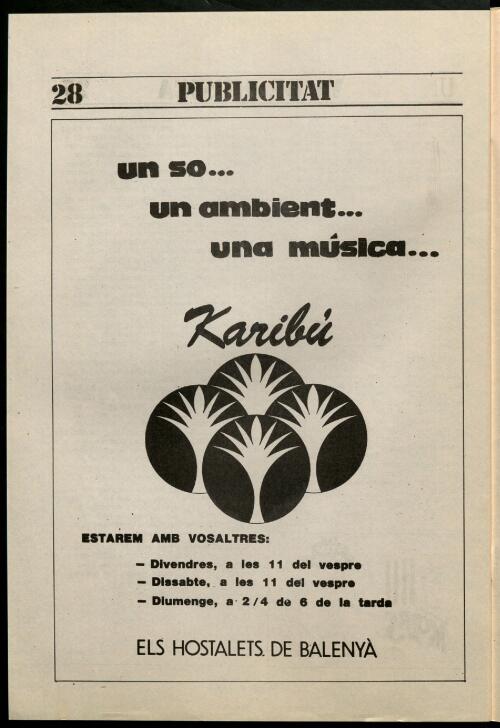 28
PUBLICITAT
un so...
un ambient...
una música...
Karibú
ESTAREM AMB VOSALTRES:
– Divendres, a les 11 del vespre
– Dissabte, a les 11 del vespre
– Diumenge, a 2/4 de 6 de la tarda
ELS HOSTALETS. DE BALENYÀ